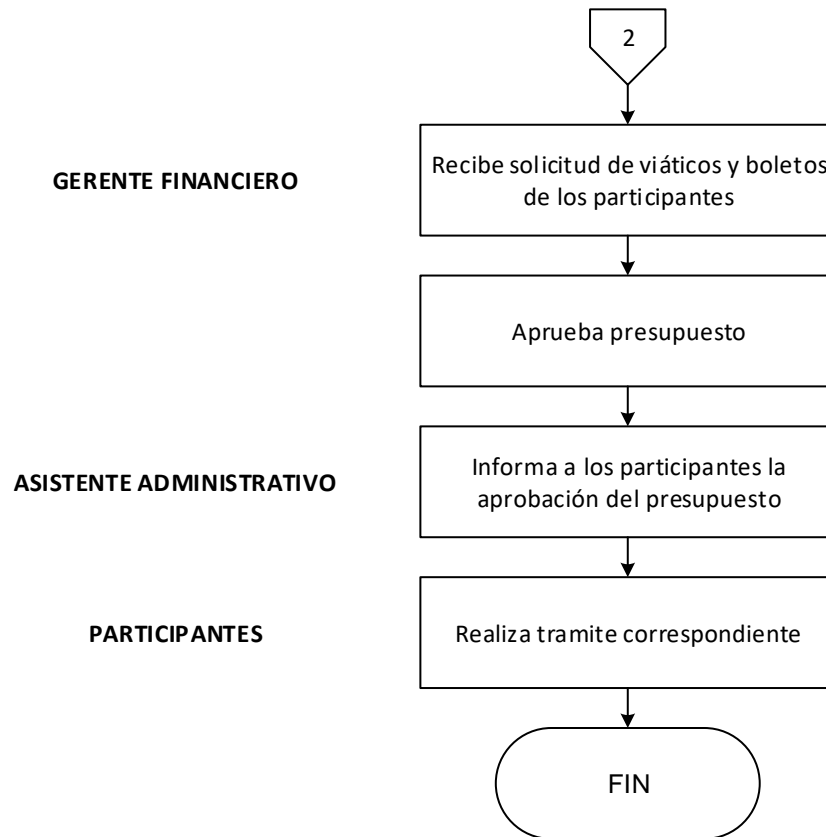 2
GERENTE FINANCIERO
Recibe solicitud de viáticos y boletos
de los participantes
Aprueba presupuesto
ASISTENTE ADMINISTRATIVO
Informa a los participantes la
aprobación del presupuesto
PARTICIPANTES
Realiza tramite correspondiente
FIN